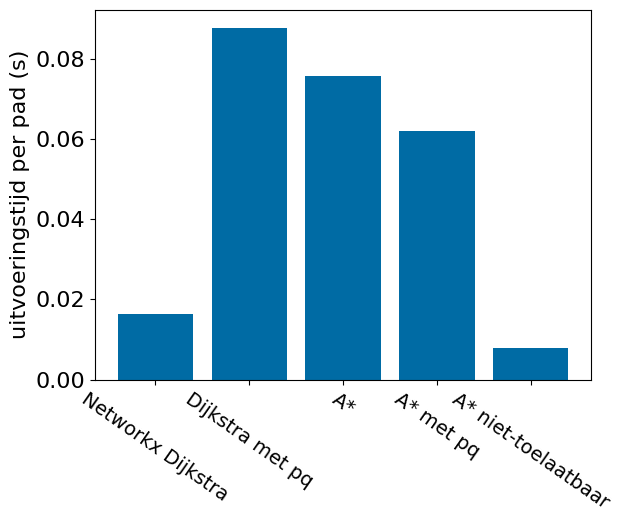 uitvoeringstijd per pad (s)
0.08
0.06
0.04
0.02
0.00
Networkx Dijkstra
Dijkstra met pq
A*
A* met pq
A* niet-toelaatbaar